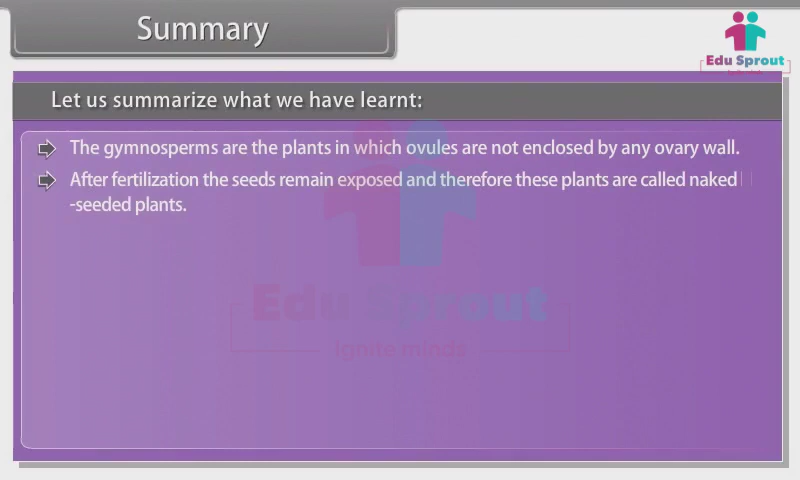 Summary
Edu Sprout
Let us summarize what we have learnt:
The gymnosperms are the plants in which ovules are not enclosed by any ovary wall.
After fertilization the seeds remain exposed and therefore these plants are called naked
-seeded plants.
Edu Sprout
ignite minds